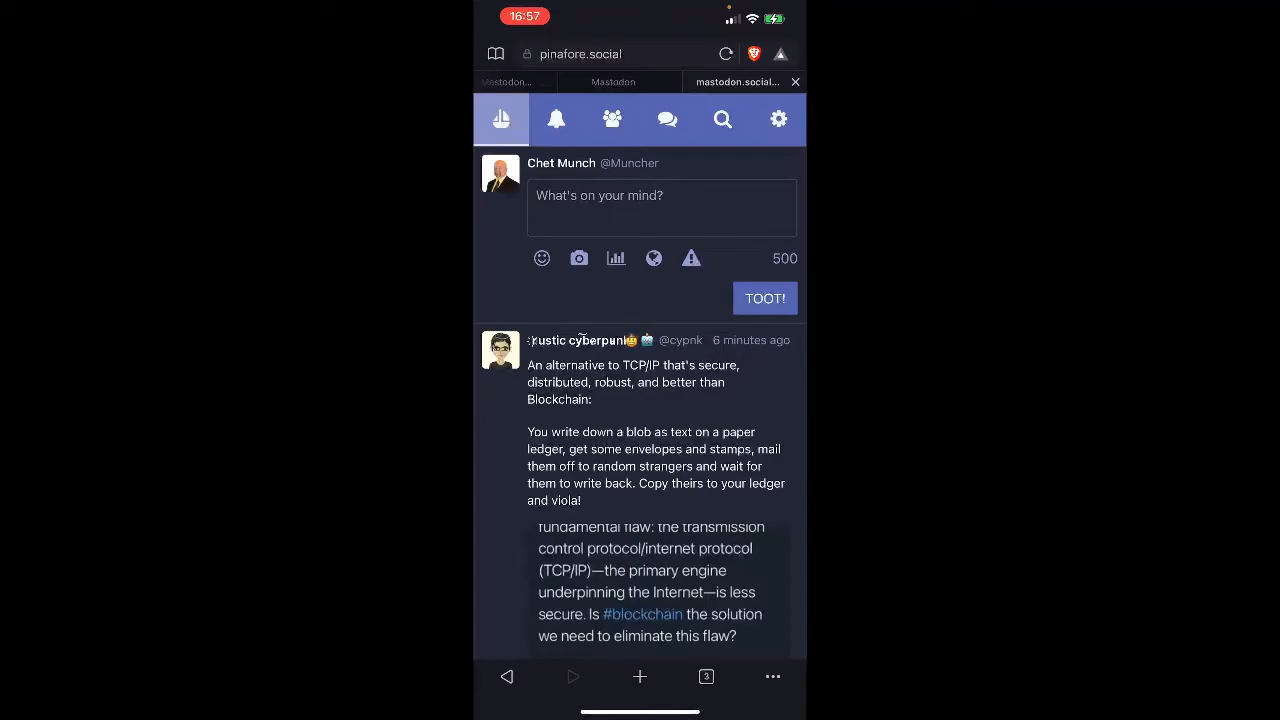 16:57
pinafore.social
Mastodon...
Mastodon
mastodon.social...
Chet Munch @Muncher
What's on your mind?
500
TOOT!
rustic cyberpunk @cypnk 6 minutes ago
An alternative to TCP/IP that's secure,
distributed, robust, and better than
Blockchain:
You write down a blob as text on a paper
ledger, get some envelopes and stamps, mail
them off to random strangers and wait for
them to write back. Copy theirs to your ledger
and viola!
fundamental flaw: the transmission
control protocol/internet protocol
(TCP/IP)—the primary engine
underpinning the Internet—is less
secure. Is #blockchain the solution
we need to eliminate this flaw?
3